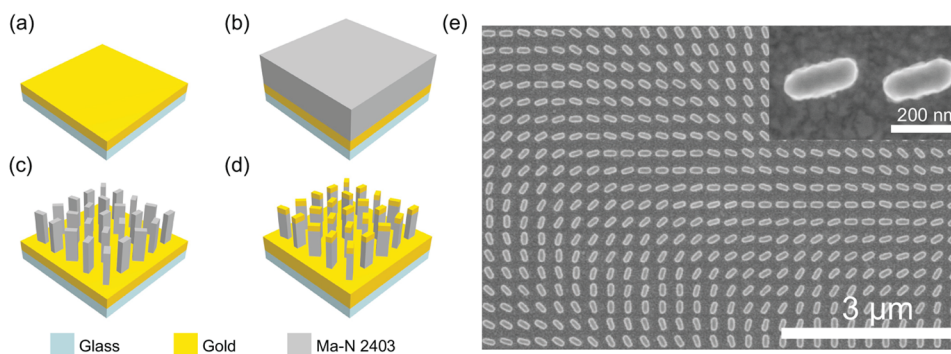 (a)
(b)
(e)
200 nm
(c)
(d)
3 μm
Glass
Gold
Ma-N 2403